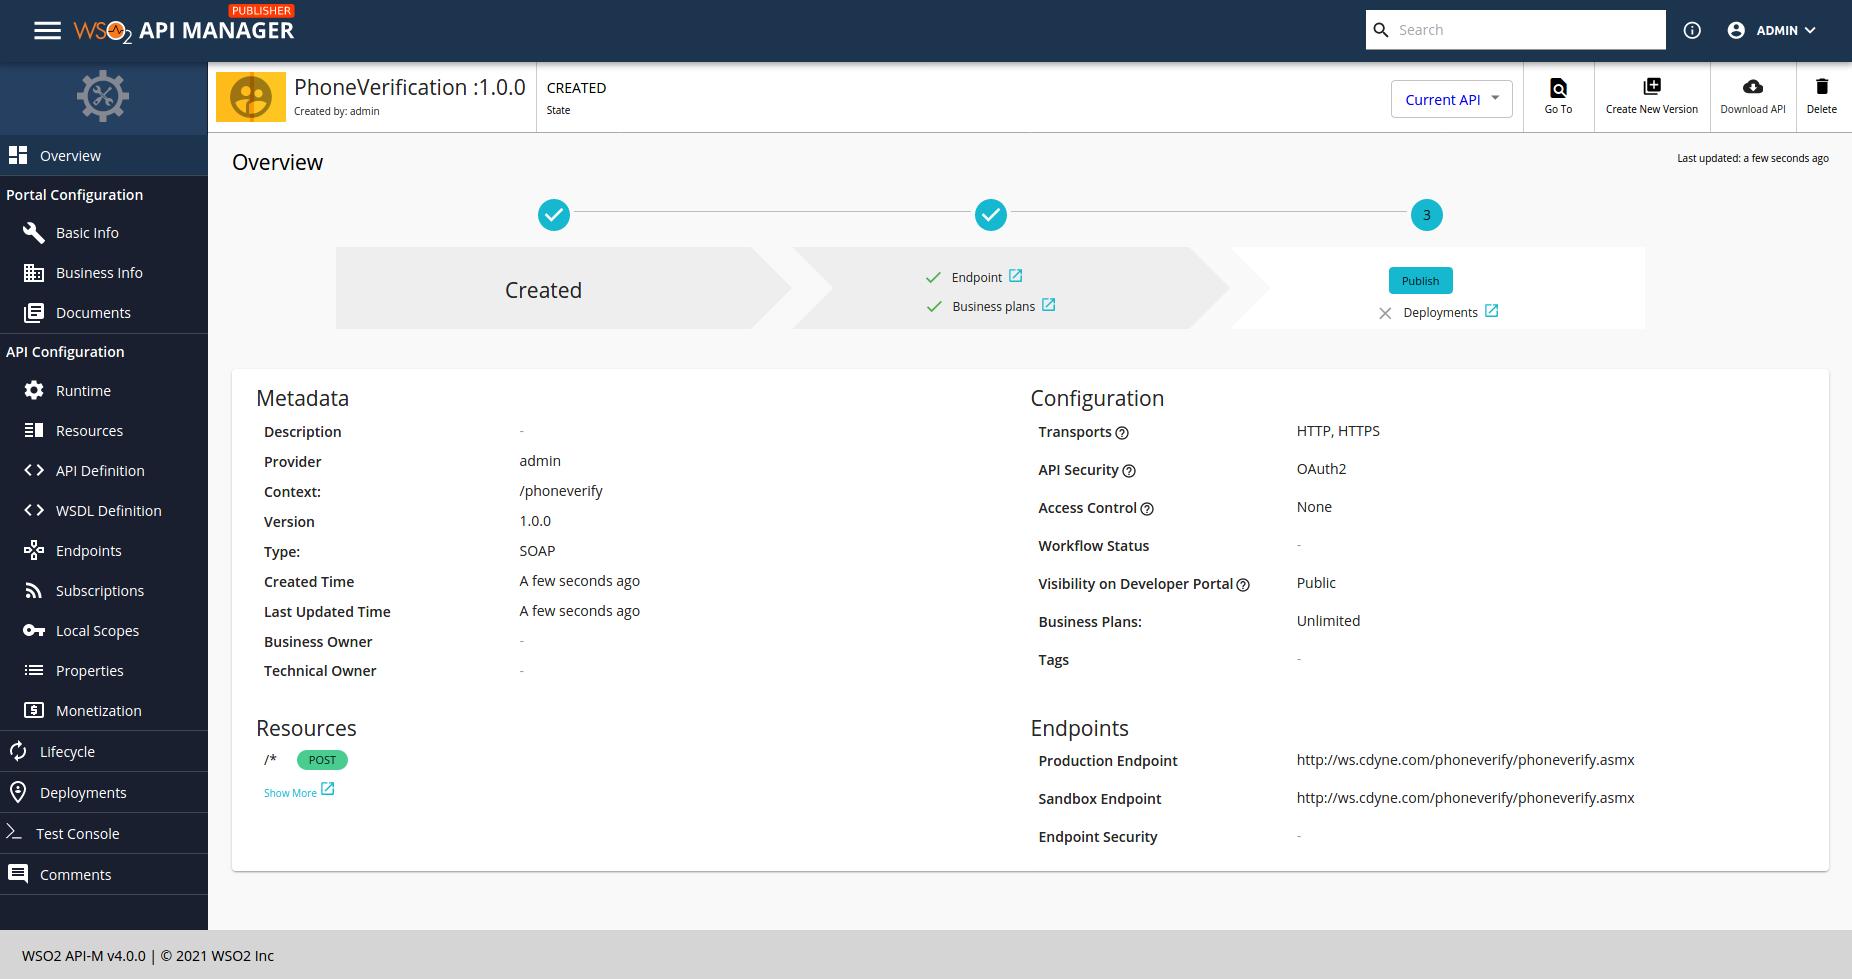 PUBLISHER
WSO2 API MANAGER
Search
ADMIN
PhoneVerification :1.0.0
Created by: admin
CREATED
State
Current API
Go To
Create New Version
Download API
Delete
Overview
Portal Configuration
Basic Info
Business Info
Documents
API Configuration
Runtime
Resources
API Definition
WSDL Definition
Endpoints
Subscriptions
Local Scopes
Properties
Monetization
Lifecycle
Deployments
Test Console
Comments
Overview
Last updated: a few seconds ago
3
Created
Endpoint
Business plans
Publish
Deployments
Metadata
Description -
Provider admin
Context: /phoneverify
Version 1.0.0
Type: SOAP
Created Time A few seconds ago
Last Updated Time A few seconds ago
Business Owner -
Technical Owner -
Configuration
Transports HTTP, HTTPS
API Security OAuth2
Access Control None
Workflow Status -
Visibility on Developer Portal Public
Business Plans: Unlimited
Tags -
Resources
/* POST
Show More
Endpoints
Production Endpoint http://ws.cdyne.com/phoneverify/phoneverify.asmx
Sandbox Endpoint http://ws.cdyne.com/phoneverify/phoneverify.asmx
Endpoint Security -
WSO2 API-M v4.0.0 | © 2021 WSO2 Inc